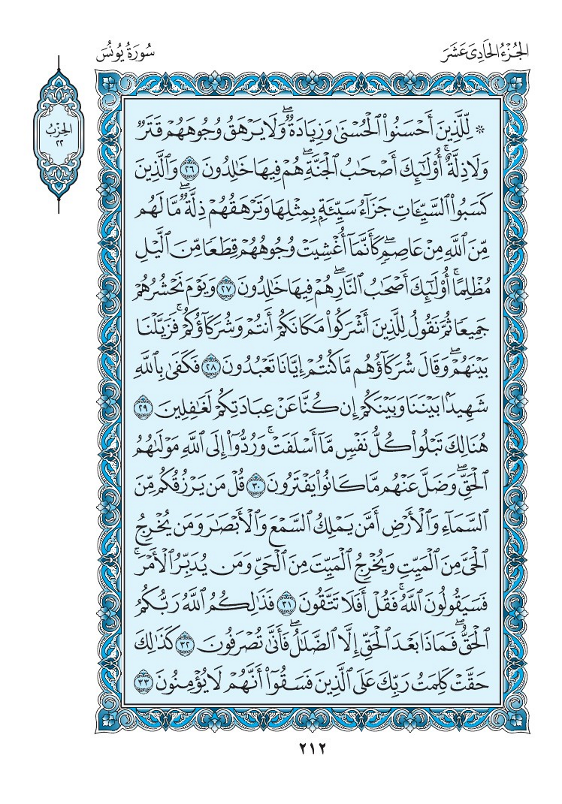 الجُزْءُ الحَادِىَ عَشَرَ
سُورَةُ يُونُسَ
الحِزْبُ
٢٢
۞ لِّلَّذِينَ أَحۡسَنُواْ ٱلۡحُسۡنَىٰ وَزِيَادَةٞۖ وَلَا يَرۡهَقُ وُجُوهَهُمۡ قَتَرٞ
وَلَا ذِلَّةٌۚ أُوْلَٰٓئِكَ أَصۡحَٰبُ ٱلۡجَنَّةِۖ هُمۡ فِيهَا خَٰلِدُونَ ٢٦ وَٱلَّذِينَ
كَسَبُواْ ٱلسَّيِّـَٔاتِ جَزَآءُ سَيِّئَةِۭ بِمِثۡلِهَا وَتَرۡهَقُهُمۡ ذِلَّةٞۖ مَّا لَهُم
مِّنَ ٱللَّهِ مِنۡ عَاصِمٖۖ كَأَنَّمَآ أُغۡشِيَتۡ وُجُوهُهُمۡ قِطَعٗا مِّنَ ٱلَّيۡلِ
مُظۡلِمًاۚ أُوْلَٰٓئِكَ أَصۡحَٰبُ ٱلنَّارِۖ هُمۡ فِيهَا خَٰلِدُونَ ٢٧ وَيَوۡمَ نَحۡشُرُهُمۡ
جَمِيعٗا ثُمَّ نَقُولُ لِلَّذِينَ أَشۡرَكُواْ مَكَانَكُمۡ أَنتُمۡ وَشُرَكَآؤُكُمۡۚ فَزَيَّلۡنَا
بَيۡنَهُمۡۖ وَقَالَ شُرَكَآؤُهُم مَّا كُنتُمۡ إِيَّانَا تَعۡبُدُونَ ٢٨ فَكَفَىٰ بِٱللَّهِ
شَهِيدَۢا بَيۡنَنَا وَبَيۡنَكُمۡ إِن كُنَّا عَنۡ عِبَادَتِكُمۡ لَغَٰفِلِينَ ٢٩
هُنَالِكَ تَبۡلُواْ كُلُّ نَفۡسٖ مَّآ أَسۡلَفَتۡۚ وَرُدُّوٓاْ إِلَى ٱللَّهِ مَوۡلَىٰهُمُ
ٱلۡحَقِّۖ وَضَلَّ عَنۡهُم مَّا كَانُواْ يَفۡتَرُونَ ٣٠ قُلۡ مَن يَرۡزُقُكُم مِّنَ
ٱلسَّمَآءِ وَٱلۡأَرۡضِ أَمَّن يَمۡلِكُ ٱلسَّمۡعَ وَٱلۡأَبۡصَٰرَ وَمَن يُخۡرِجُ
ٱلۡحَيَّ مِنَ ٱلۡمَيِّتِ وَيُخۡرِجُ ٱلۡمَيِّتَ مِنَ ٱلۡحَيِّ وَمَن يُدَبِّرُ ٱلۡأَمۡرَۚ
فَسَيَقُولُونَ ٱللَّهُۚ فَقُلۡ أَفَلَا تَتَّقُونَ ٣١ فَذَٰلِكُمُ ٱللَّهُ رَبُّكُمُ
ٱلۡحَقُّۖ فَمَاذَا بَعۡدَ ٱلۡحَقِّ إِلَّا ٱلضَّلَٰلُۖ فَأَنَّىٰ تُصۡرَفُونَ ٣٢ كَذَٰلِكَ
حَقَّتۡ كَلِمَتُ رَبِّكَ عَلَى ٱلَّذِينَ فَسَقُوٓاْ أَنَّهُمۡ لَا يُؤۡمِنُونَ ٣٣
٢١٢